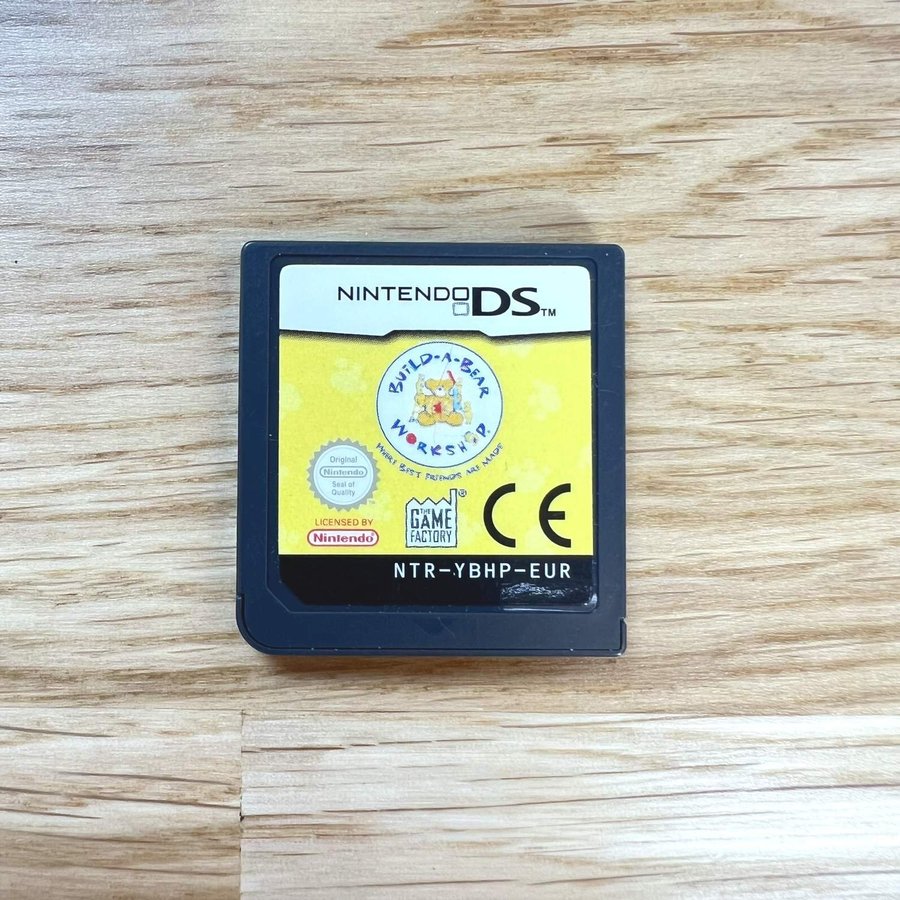 NINTENDO DS™
BUILD-A-BEAR
WORKSHOP®
WHERE BEST FRIENDS ARE MADE
Original
Nintendo
Seal of
Quality
LICENSED BY
Nintendo
THE
GAME
FACTORY®
CE
NTR-YBHP-EUR